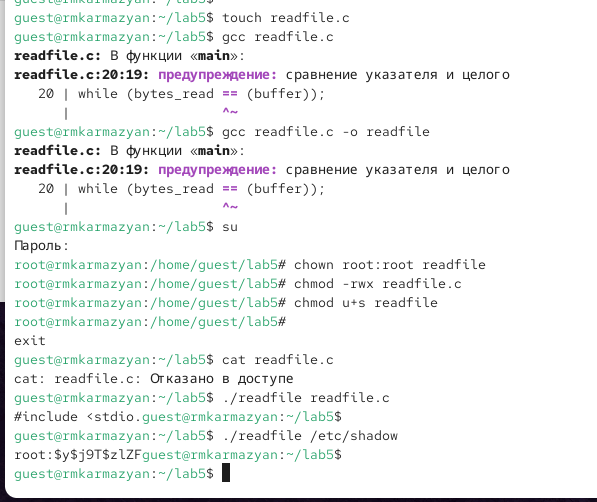 guest@rmkarmazyan:~/lab5$ touch readfile.c
guest@rmkarmazyan:~/lab5$ gcc readfile.c
readfile.c: В функции «main»:
readfile.c:20:19: предупреждение: сравнение указателя и целого
   20 | while (bytes_read == (buffer));
      |                   ^~
guest@rmkarmazyan:~/lab5$ gcc readfile.c -o readfile
readfile.c: В функции «main»:
readfile.c:20:19: предупреждение: сравнение указателя и целого
   20 | while (bytes_read == (buffer));
      |                   ^~
guest@rmkarmazyan:~/lab5$ su
Пароль:
root@rmkarmazyan:/home/guest/lab5# chown root:root readfile
root@rmkarmazyan:/home/guest/lab5# chmod -rwx readfile.c
root@rmkarmazyan:/home/guest/lab5# chmod u+s readfile
root@rmkarmazyan:/home/guest/lab5#
exit
guest@rmkarmazyan:~/lab5$ cat readfile.c
cat: readfile.c: Отказано в доступе
guest@rmkarmazyan:~/lab5$ ./readfile readfile.c
#include <stdio.guest@rmkarmazyan:~/lab5$
guest@rmkarmazyan:~/lab5$ ./readfile /etc/shadow
root:$y$j9T$zlZFguest@rmkarmazyan:~/lab5$
guest@rmkarmazyan:~/lab5$